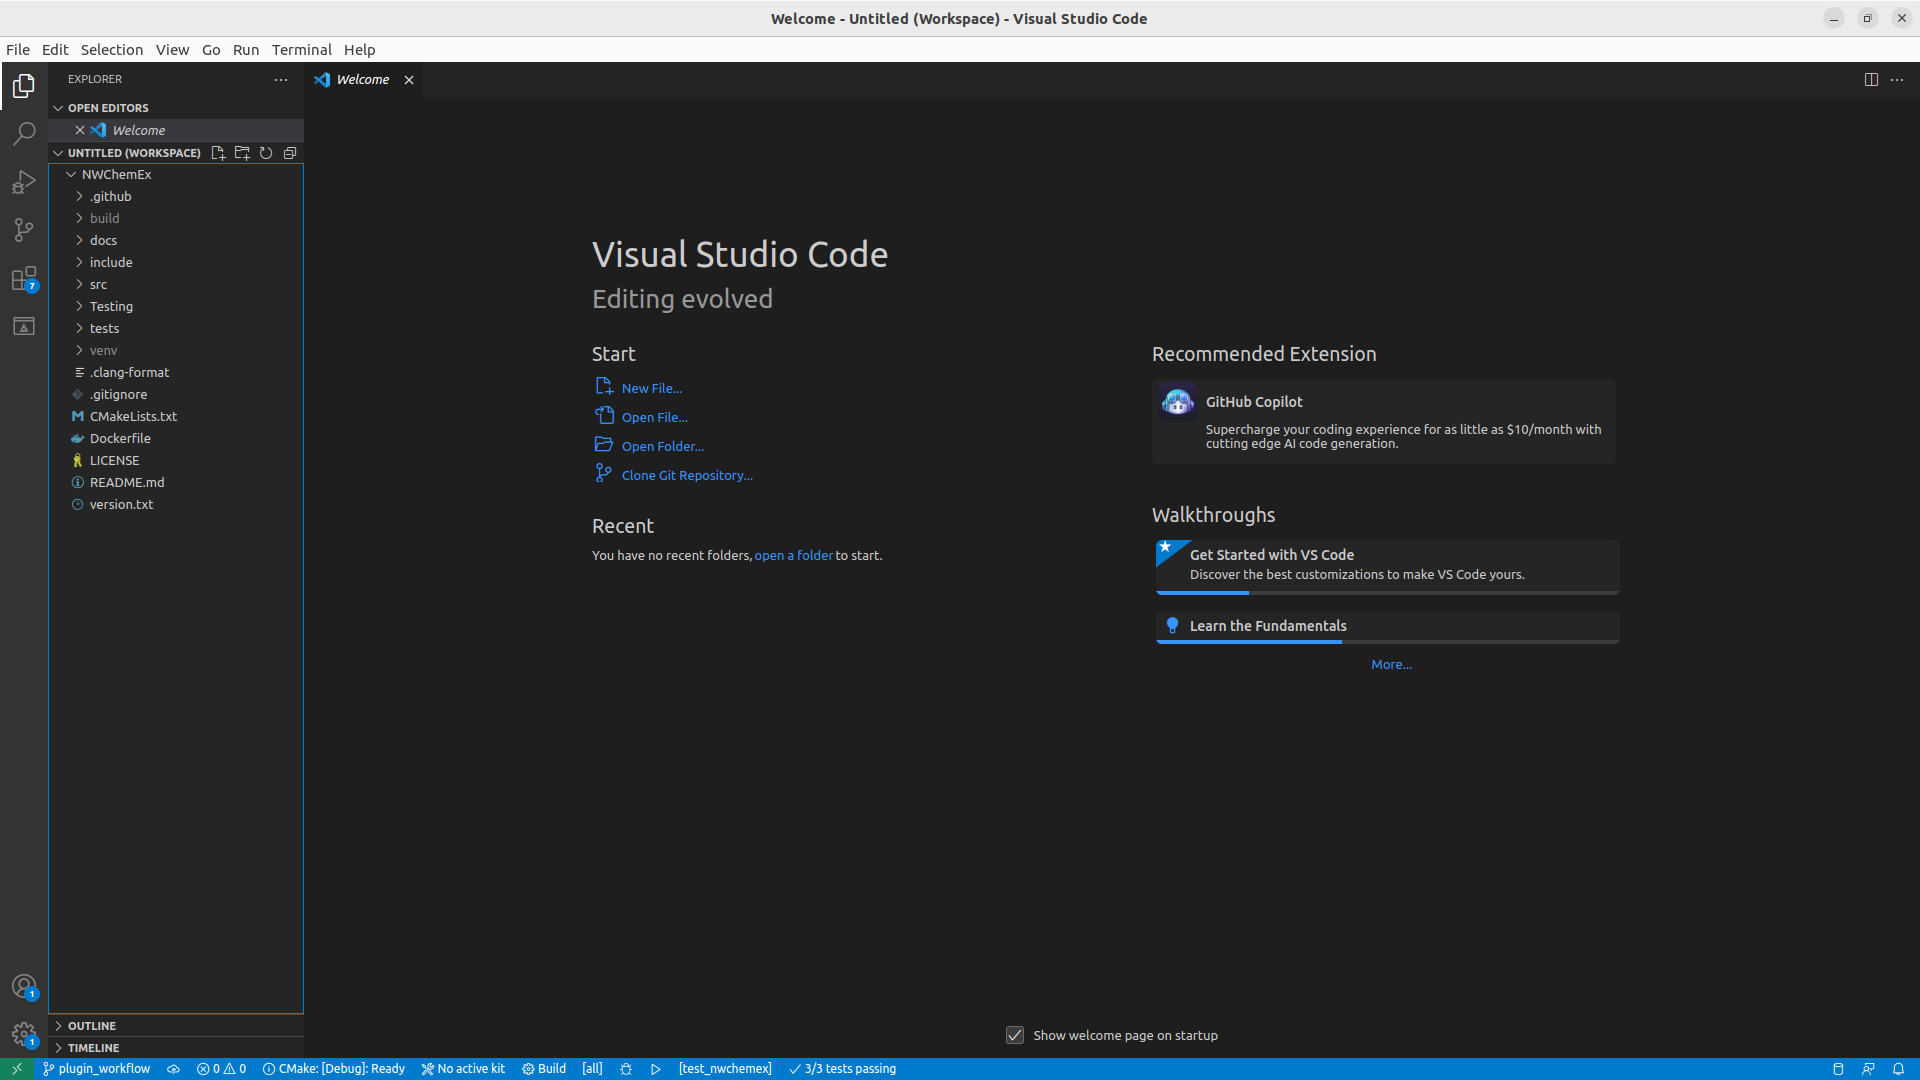 Welcome - Untitled (Workspace) - Visual Studio Code
File Edit Selection View Go Run Terminal Help
EXPLORER
OPEN EDITORS
Welcome
UNTITLED (WORKSPACE)
NWChemEx
.github
build
docs
include
src
Testing
tests
venv
.clang-format
.gitignore
CMakeLists.txt
Dockerfile
LICENSE
README.md
version.txt
OUTLINE
TIMELINE
7
1
1
Welcome
Visual Studio Code
Editing evolved
Start
New File...
Open File...
Open Folder...
Clone Git Repository...
Recent
You have no recent folders, open a folder to start.
Recommended Extension
GitHub Copilot
Supercharge your coding experience for as little as $10/month with
cutting edge AI code generation.
Walkthroughs
Get Started with VS Code
Discover the best customizations to make VS Code yours.
Learn the Fundamentals
More...
Show welcome page on startup
plugin_workflow 0 0 CMake: [Debug]: Ready No active kit Build [all] [test_nwchemex] 3/3 tests passing